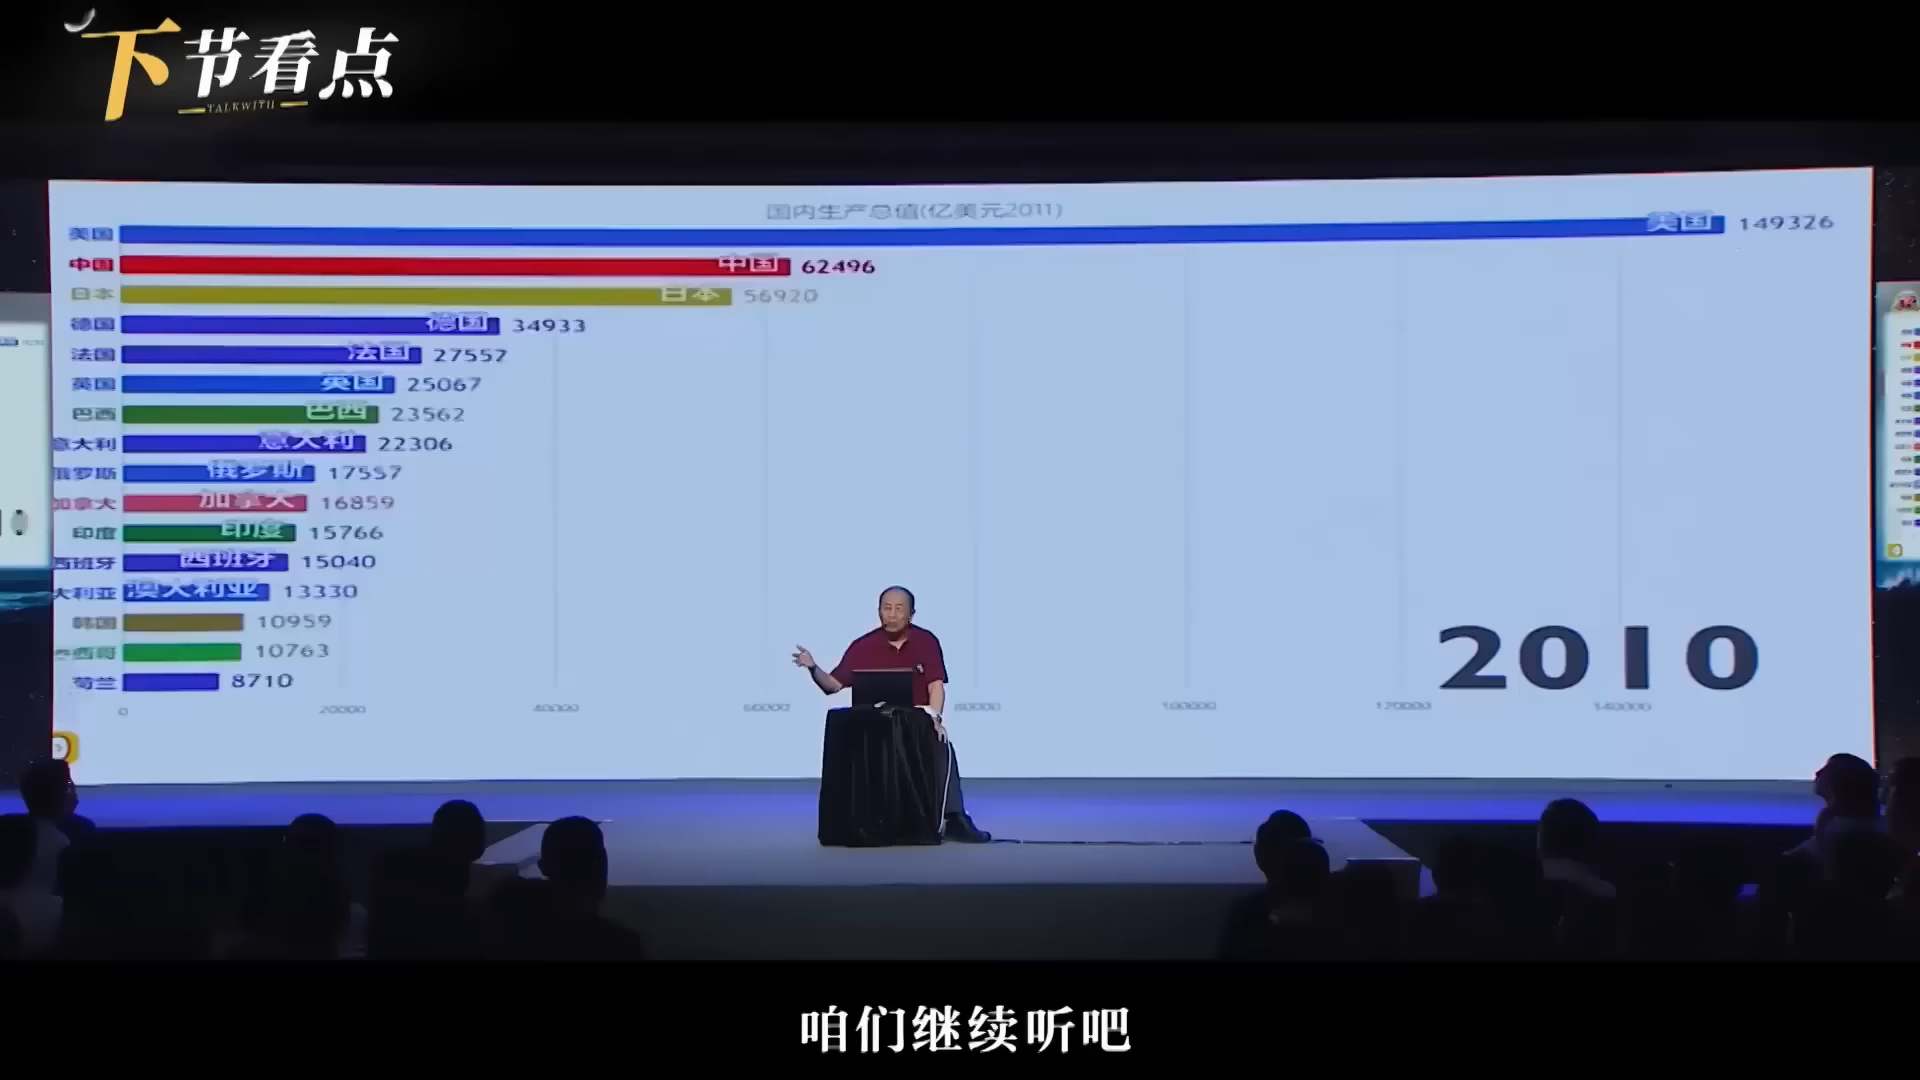 下节看点
TALKWITH
国内生产总值(亿美元2011)
美国 美国 149326
中国 中国 62496
日本 日本 56920
德国 德国 34933
法国 法国 27557
英国 英国 25067
巴西 巴西 23562
意大利 意大利 22306
俄罗斯 俄罗斯 17557
加拿大 加拿大 16859
印度 印度 15766
西班牙 西班牙 15040
大利亚 澳大利亚 13330
韩国 10959
西哥 10763
荷兰 8710
2010
0 20000 40000 60000 80000 100000 120000 140000
咱们继续听吧